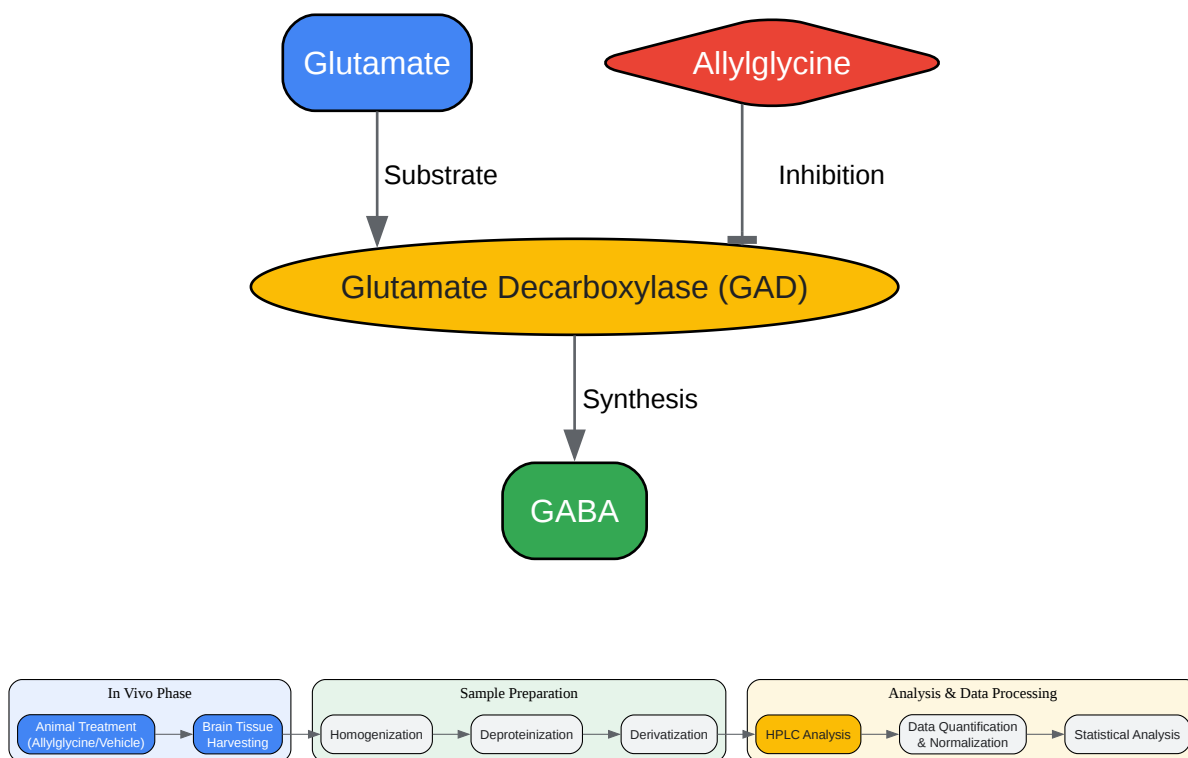 Glutamate
Allylglycine
Substrate
Inhibition
Glutamate Decarboxylase (GAD)
Synthesis
GABA
In Vivo Phase
Animal Treatment
(Allylglycine/Vehicle)
Brain Tissue
Harvesting
Sample Preparation
Homogenization
Deproteinization
Derivatization
Analysis & Data Processing
HPLC Analysis
Data Quantification
& Normalization
Statistical Analysis